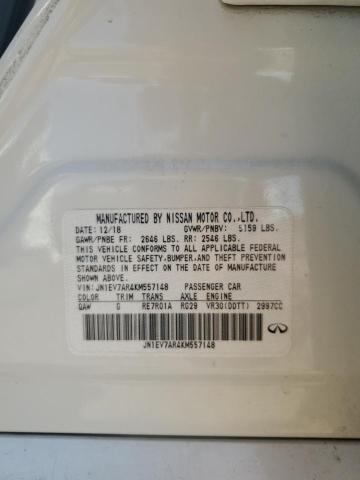 MANUFACTURED BY NISSAN MOTOR CO.,LTD.
DATE: 12/18 GVWR/PNBV: 5159 LBS.
GAWR/PNBE FR: 2646 LBS. RR: 2546 LBS.
THIS VEHICLE CONFORMS TO ALL APPLICABLE FEDERAL
MOTOR VEHICLE SAFETY,BUMPER,AND THEFT PREVENTION
STANDARDS IN EFFECT ON THE DATE OF MANUFACTURE
SHOWN ABOVE.
VIN: JN1EV7AR4KM557148 PASSENGER CAR
COLOR TRIM TRANS AXLE ENGINE
QAW G RE7R01A RG29 VR30(DDTT) 2997CC
JN1EV7AR4KM557148